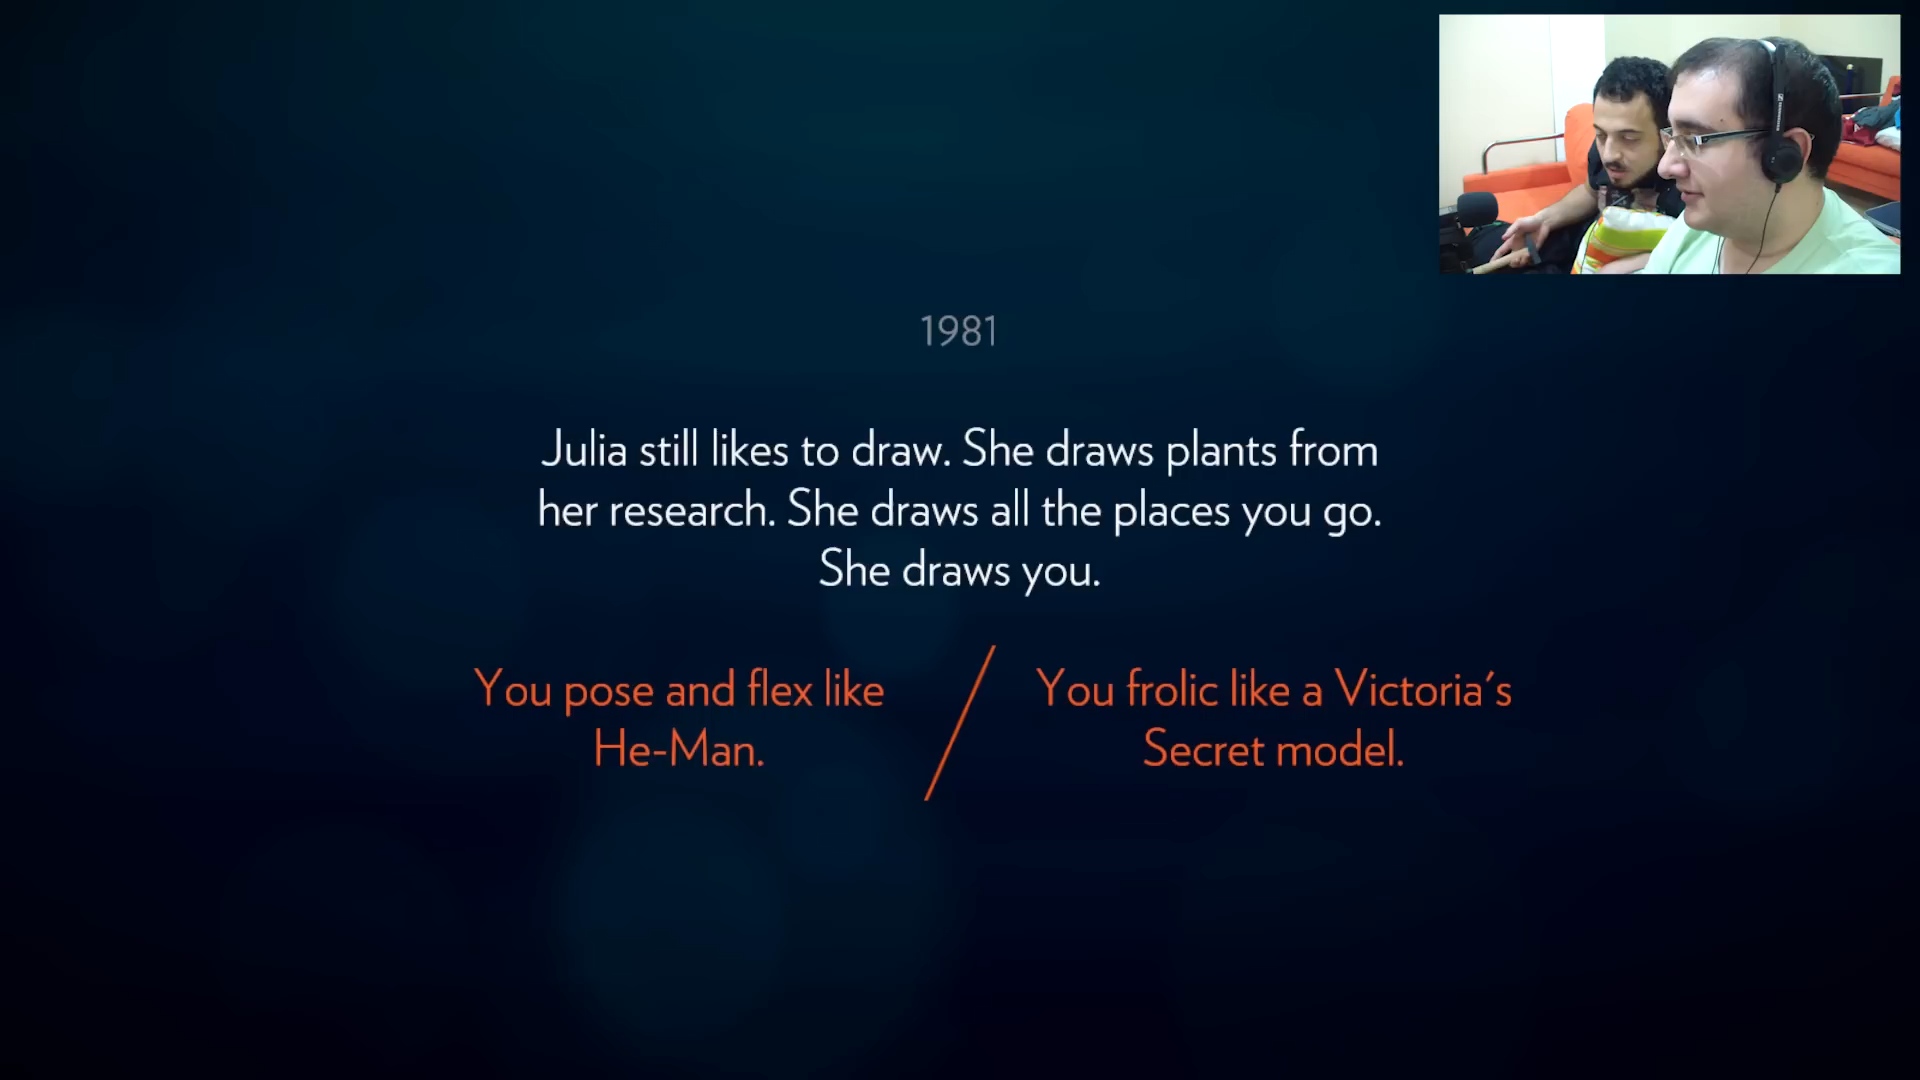 1981
Julia still likes to draw. She draws plants from
her research. She draws all the places you go.
She draws you.
You pose and flex like
He-Man.
You frolic like a Victoria's
Secret model.